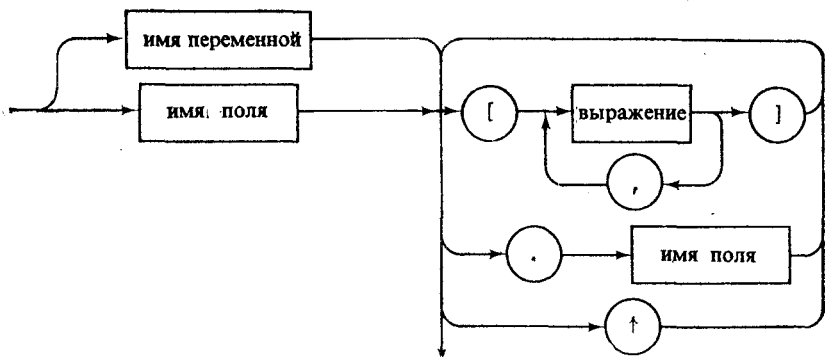 имя переменной
имя поля
[
выражение
]
,
.
имя поля
↑